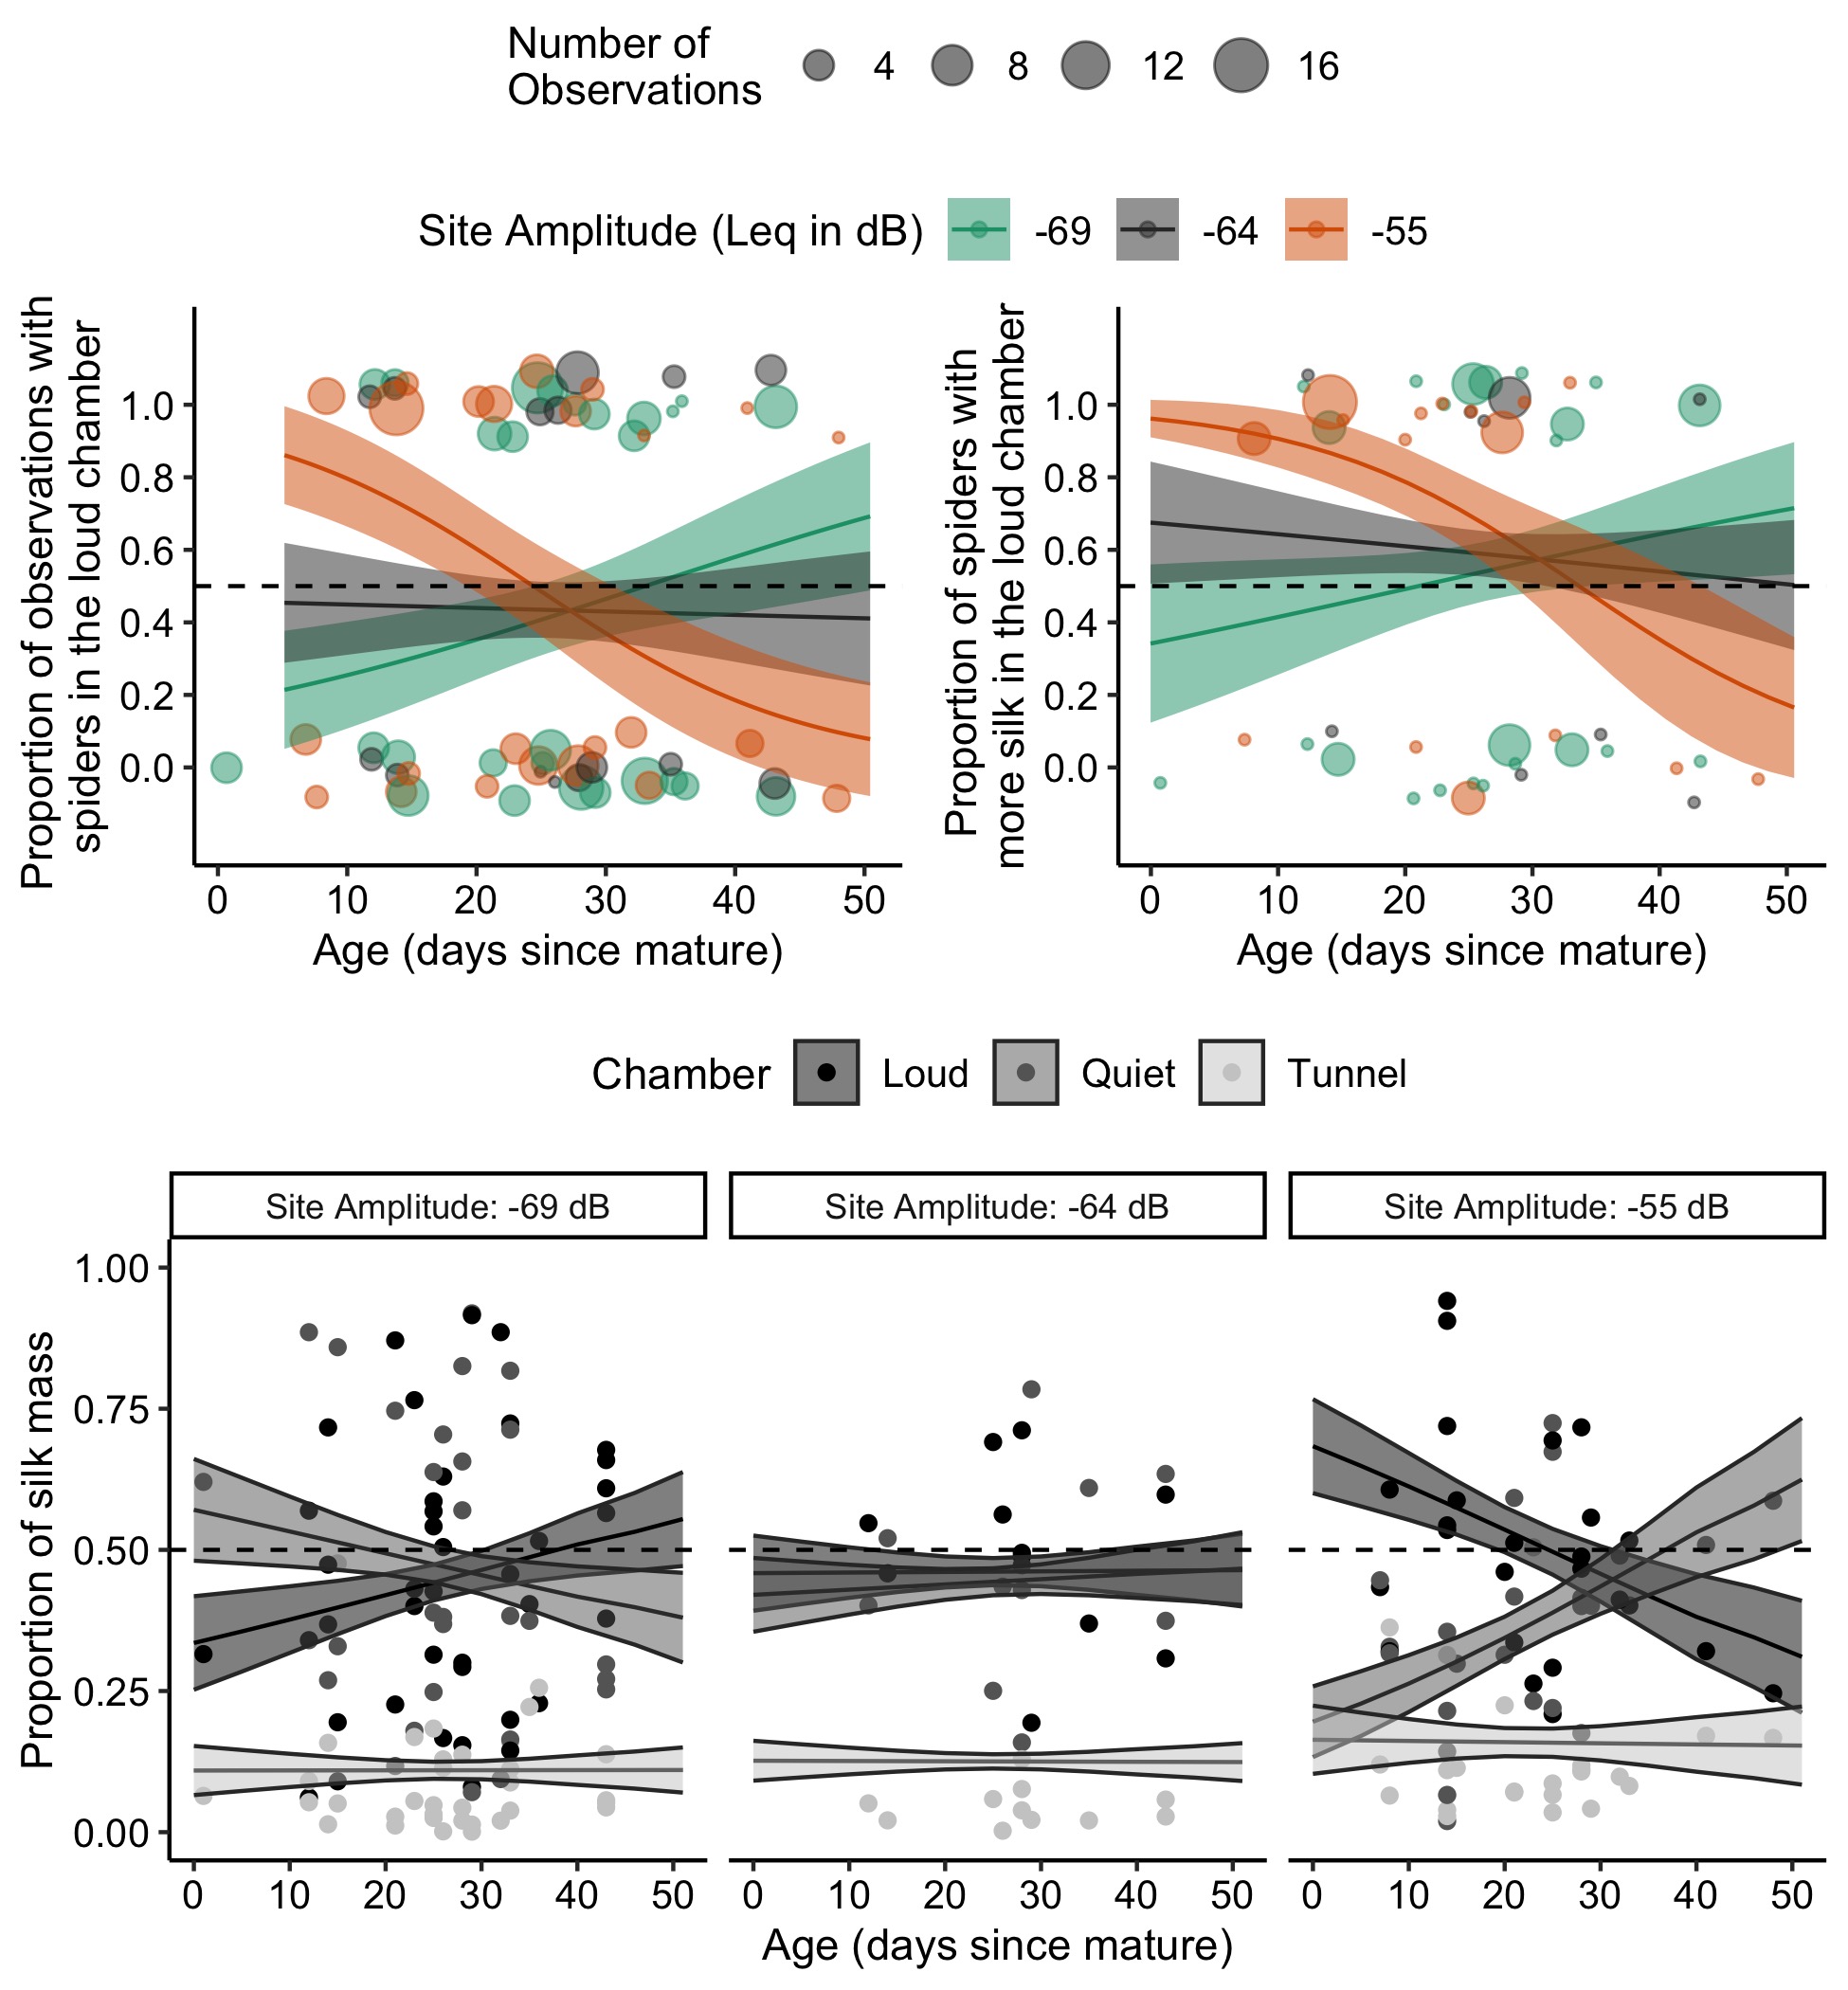 Number of
Observations
4 8 12 16
Site Amplitude (Leq in dB) -69 -64 -55
Proportion of observations with
spiders in the loud chamber
1.0
0.8
0.6
0.4
0.2
0.0
0 10 20 30 40 50
Age (days since mature)
Proportion of spiders with
more silk in the loud chamber
1.0
0.8
0.6
0.4
0.2
0.0
0 10 20 30 40 50
Age (days since mature)
Chamber Loud Quiet Tunnel
Site Amplitude: -69 dB
Site Amplitude: -64 dB
Site Amplitude: -55 dB
Proportion of silk mass
1.00
0.75
0.50
0.25
0.00
0 10 20 30 40 50
0 10 20 30 40 50
0 10 20 30 40 50
Age (days since mature)